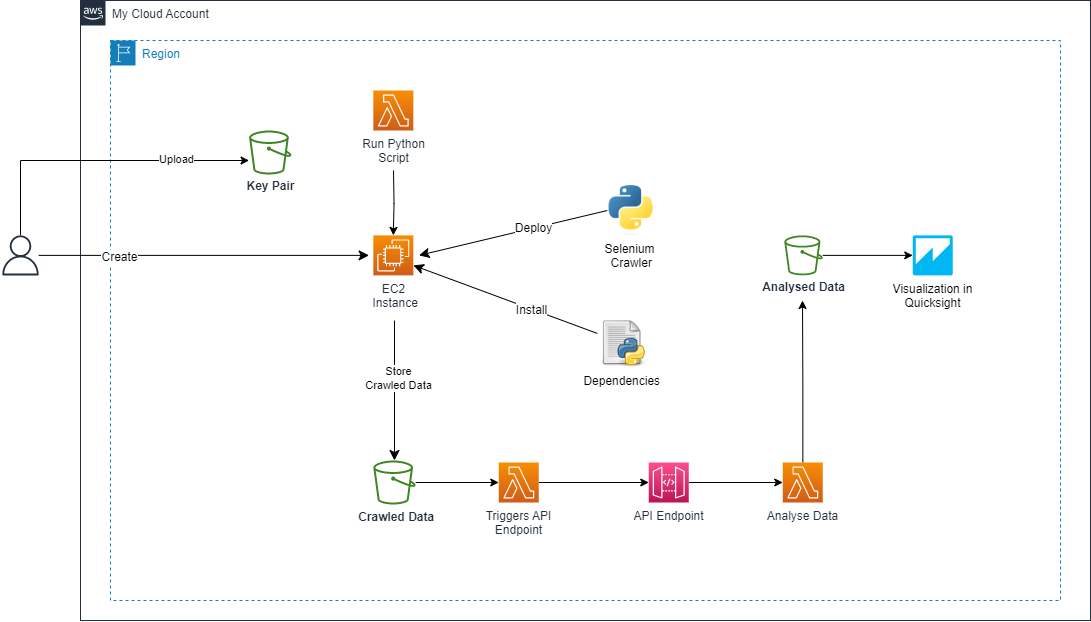 aws
My Cloud Account
Region
Run Python
Script
Upload
Key Pair
Deploy
Selenium
Crawler
Create
EC2
Instance
Analysed Data
Visualization in
Quicksight
Install
Dependencies
Store
Crawled Data
Crawled Data
Triggers API
Endpoint
API Endpoint
Analyse Data